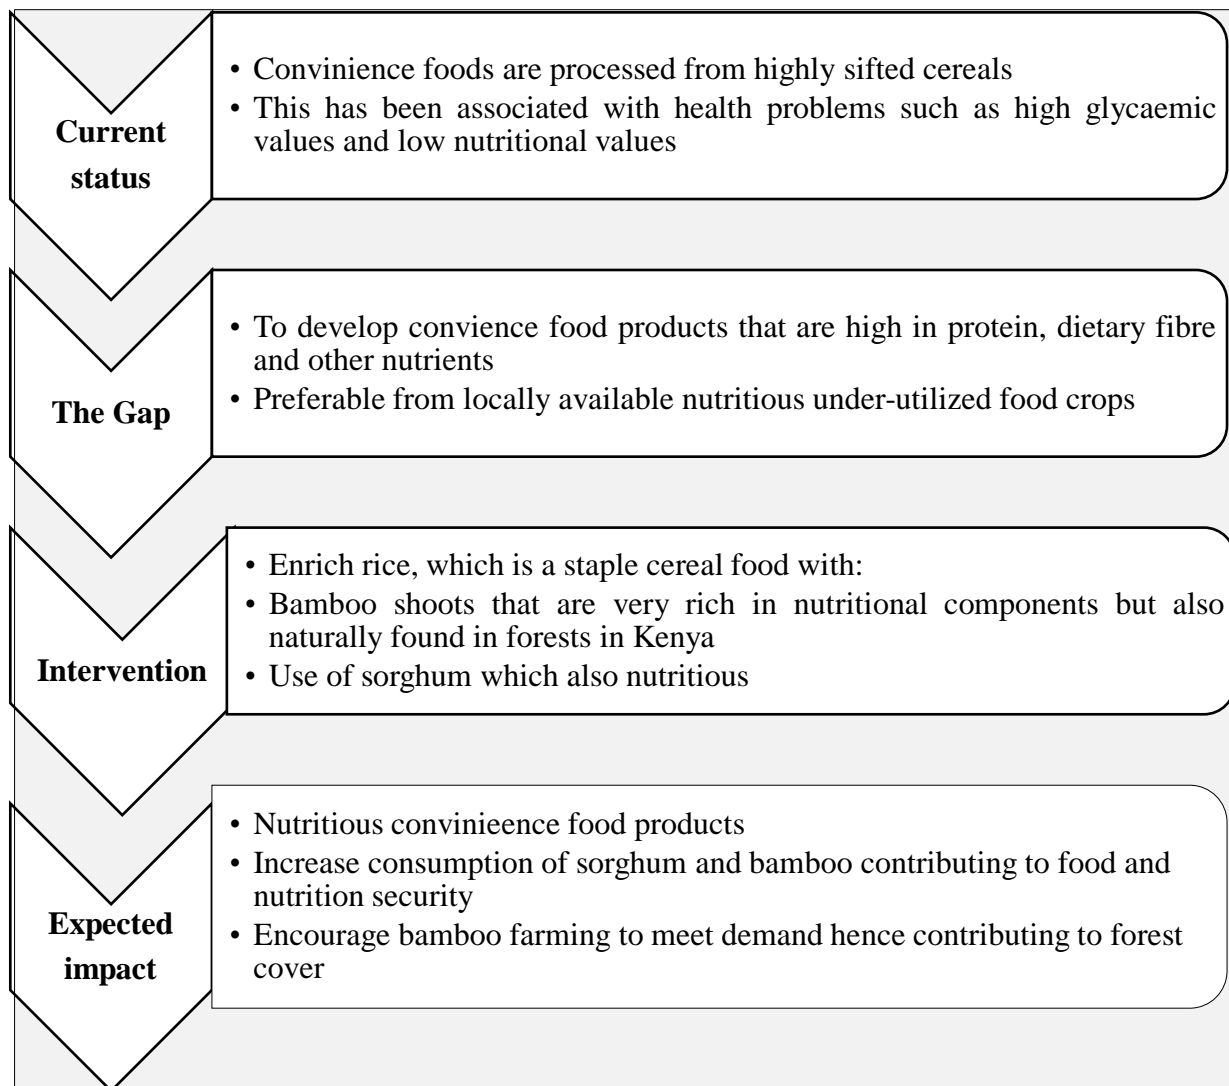 Current
status
• Convinience foods are processed from highly sifted cereals
• This has been associated with health problems such as high glycaemic
values and low nutritional values
The Gap
• To develop convience food products that are high in protein, dietary fibre
and other nutrients
• Preferable from locally available nutritious under-utilized food crops
Intervention
• Enrich rice, which is a staple cereal food with:
• Bamboo shoots that are very rich in nutritional components but also
naturally found in forests in Kenya
• Use of sorghum which also nutritious
Expected
impact
• Nutritious convinieence food products
• Increase consumption of sorghum and bamboo contributing to food and
nutrition security
• Encourage bamboo farming to meet demand hence contributing to forest
cover